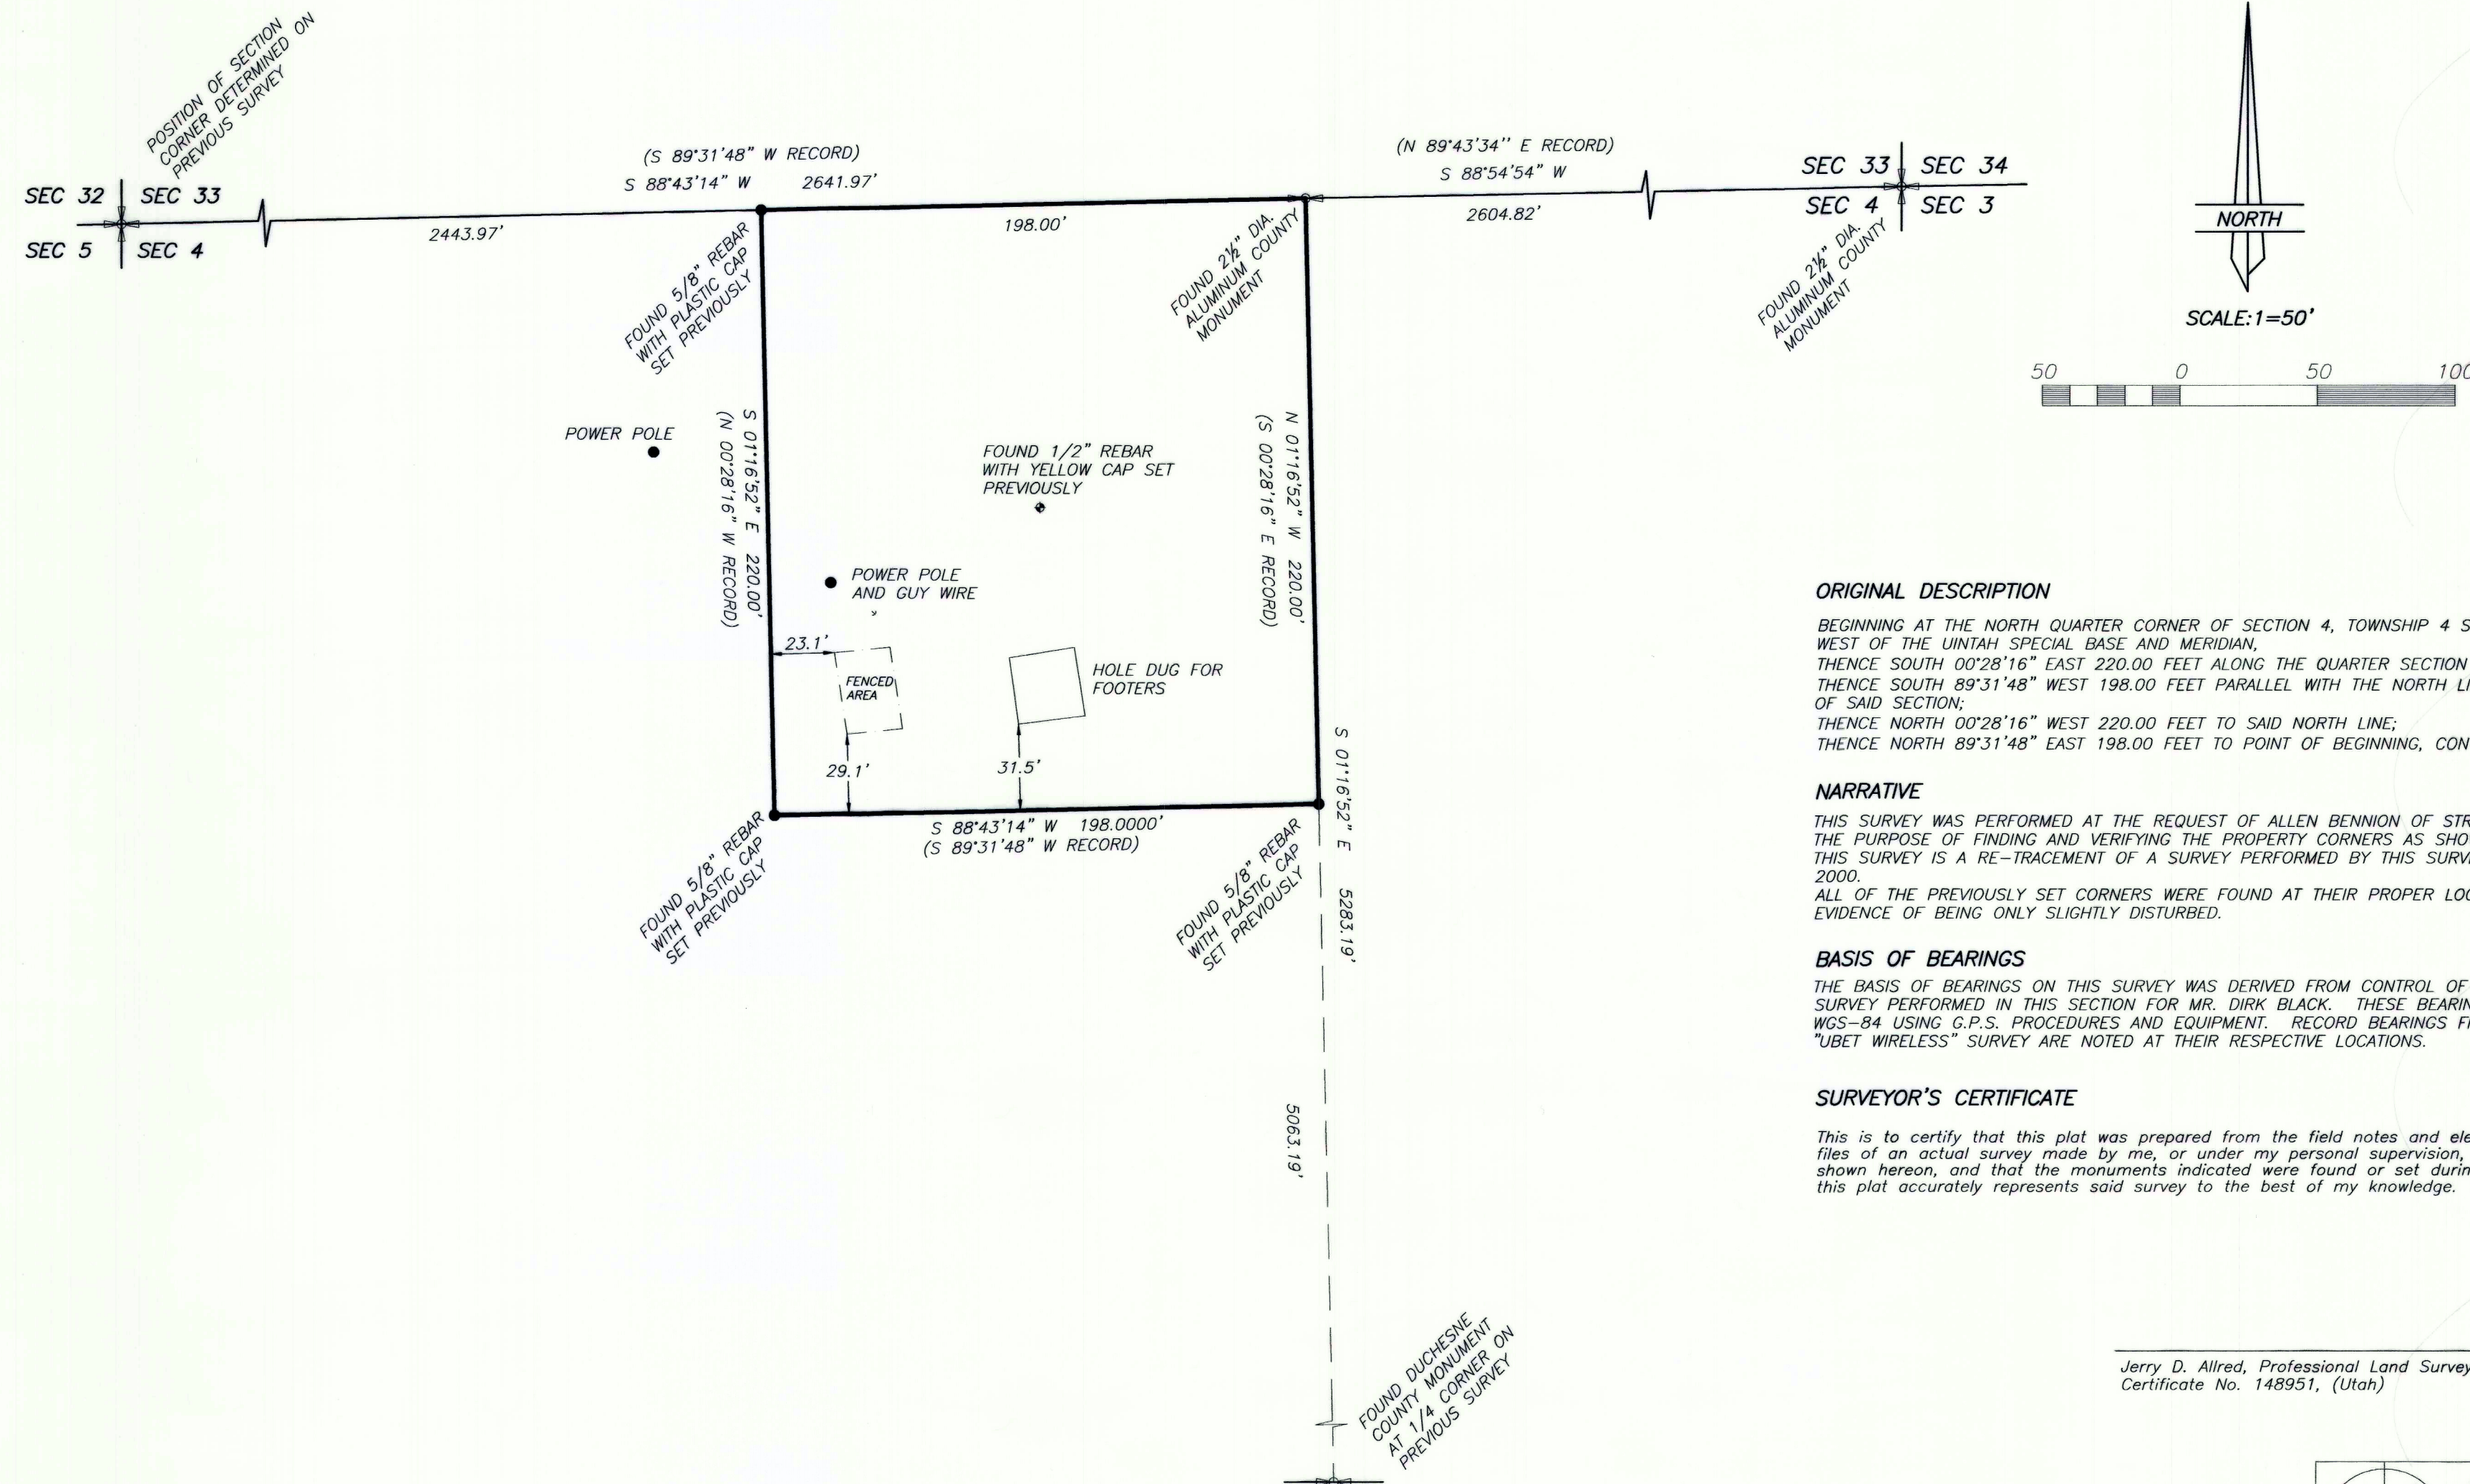 POSITION OF SECTION
CORNER DETERMINED ON
PREVIOUS SURVEY
SEC 32
SEC 33
SEC 5
SEC 4
(S 89°31'48" W RECORD)
S 88°43'14" W 2641.97'
2443.97'
198.00'
(N 89°43'34'' E RECORD)
S 88°54'54" W
2604.82'
SEC 33
SEC 34
SEC 4
SEC 3
NORTH
SCALE:1=50'
50 0 50 100
FOUND 5/8" REBAR
WITH PLASTIC CAP
SET PREVIOUSLY
FOUND 2½" DIA.
ALUMINUM COUNTY
MONUMENT
FOUND 2½" DIA.
ALUMINUM COUNTY
MONUMENT
POWER POLE
S 01°16'52" E 220.00'
(N 00°28'16" W RECORD)
FOUND 1/2" REBAR
WITH YELLOW CAP SET
PREVIOUSLY
N 01°16'52" W 220.00'
(S 00°28'16" E RECORD)
POWER POLE
AND GUY WIRE
23.1'
FENCED
AREA
HOLE DUG FOR
FOOTERS
29.1'
31.5'
S 88°43'14" W 198.0000'
(S 89°31'48" W RECORD)
FOUND 5/8" REBAR
WITH PLASTIC CAP
SET PREVIOUSLY
FOUND 5/8" REBAR
WITH PLASTIC CAP
SET PREVIOUSLY
S 01°16'52" E 5283.19'
5063.19'
FOUND DUCHESNE
COUNTY MONUMENT
AT 1/4 CORNER ON
PREVIOUS SURVEY
ORIGINAL DESCRIPTION
BEGINNING AT THE NORTH QUARTER CORNER OF SECTION 4, TOWNSHIP 4 S
WEST OF THE UINTAH SPECIAL BASE AND MERIDIAN,
THENCE SOUTH 00°28'16" EAST 220.00 FEET ALONG THE QUARTER SECTION
THENCE SOUTH 89°31'48" WEST 198.00 FEET PARALLEL WITH THE NORTH LI
OF SAID SECTION;
THENCE NORTH 00°28'16" WEST 220.00 FEET TO SAID NORTH LINE;
THENCE NORTH 89°31'48" EAST 198.00 FEET TO POINT OF BEGINNING, CON
NARRATIVE
THIS SURVEY WAS PERFORMED AT THE REQUEST OF ALLEN BENNION OF STR
THE PURPOSE OF FINDING AND VERIFYING THE PROPERTY CORNERS AS SHO
THIS SURVEY IS A RE-TRACEMENT OF A SURVEY PERFORMED BY THIS SURV
2000.
ALL OF THE PREVIOUSLY SET CORNERS WERE FOUND AT THEIR PROPER LOC
EVIDENCE OF BEING ONLY SLIGHTLY DISTURBED.
BASIS OF BEARINGS
THE BASIS OF BEARINGS ON THIS SURVEY WAS DERIVED FROM CONTROL OF
SURVEY PERFORMED IN THIS SECTION FOR MR. DIRK BLACK. THESE BEARIN
WGS-84 USING G.P.S. PROCEDURES AND EQUIPMENT. RECORD BEARINGS F
"UBET WIRELESS" SURVEY ARE NOTED AT THEIR RESPECTIVE LOCATIONS.
SURVEYOR'S CERTIFICATE
This is to certify that this plat was prepared from the field notes and ele
files of an actual survey made by me, or under my personal supervision,
shown hereon, and that the monuments indicated were found or set durin
this plat accurately represents said survey to the best of my knowledge.
Jerry D. Allred, Professional Land Survey
Certificate No. 148951, (Utah)